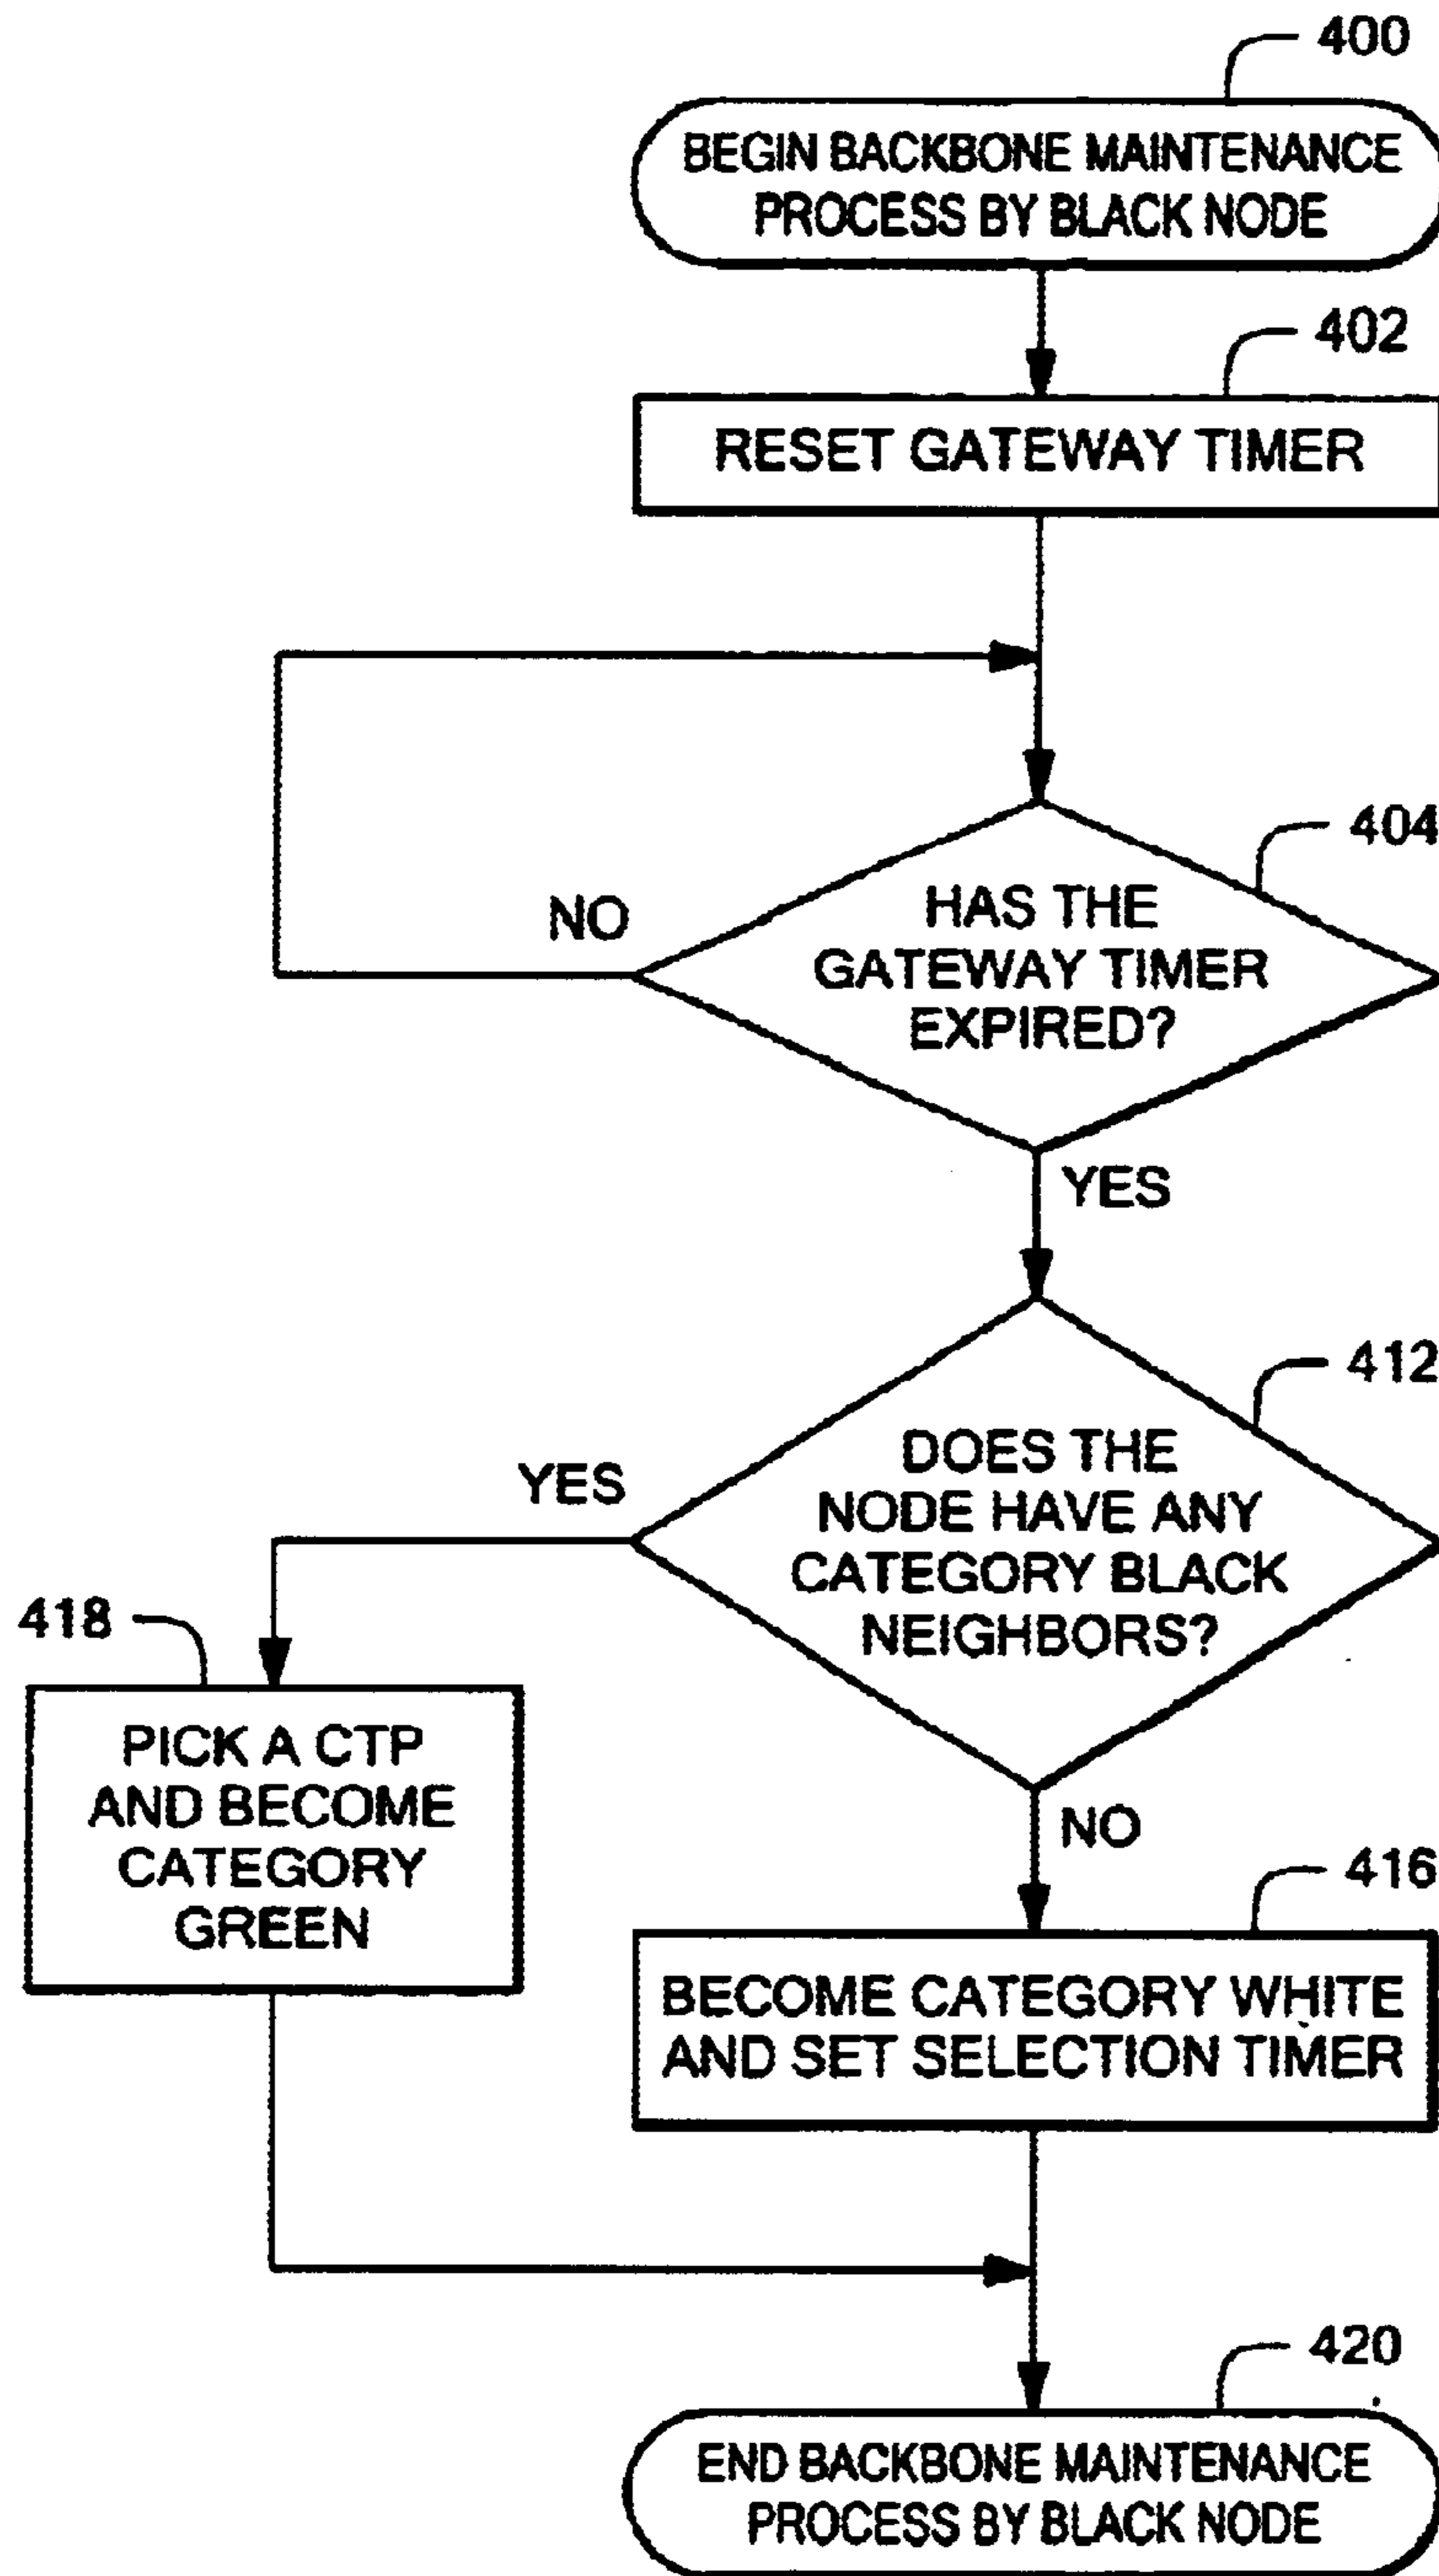 400
BEGIN BACKBONE MAINTENANCE
PROCESS BY BLACK NODE
402
RESET GATEWAY TIMER
404
HAS THE
GATEWAY TIMER
EXPIRED?
NO
YES
412
DOES THE
NODE HAVE ANY
CATEGORY BLACK
NEIGHBORS?
YES
NO
418
PICK A CTP
AND BECOME
CATEGORY
GREEN
416
BECOME CATEGORY WHITE
AND SET SELECTION TIMER
420
END BACKBONE MAINTENANCE
PROCESS BY BLACK NODE